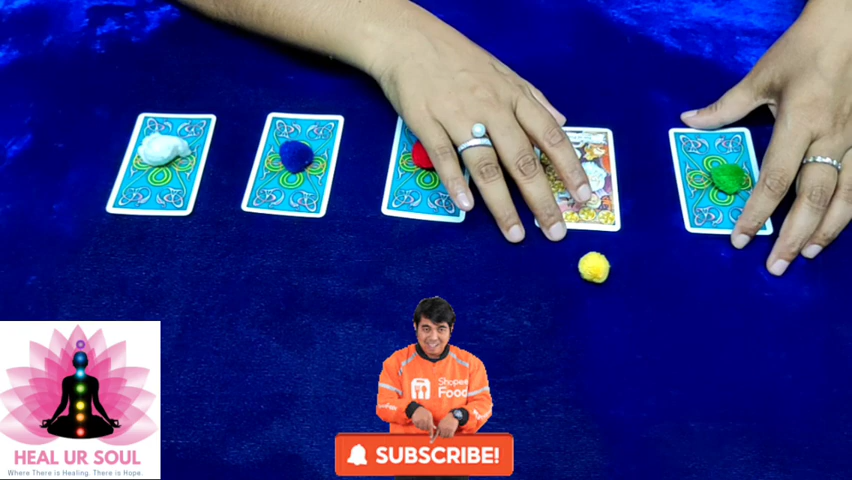 Shopee
Food
SUBSCRIBE!
HEAL UR SOUL
Where There is Healing. There is Hope.